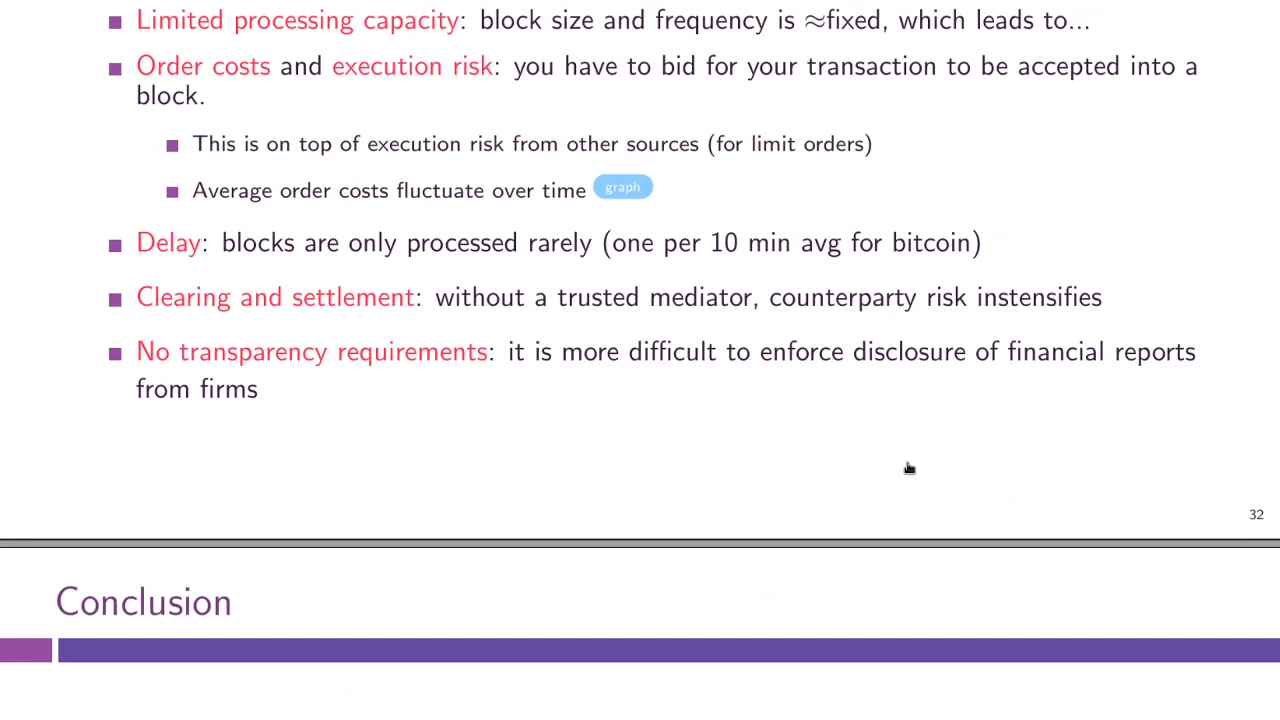 Limited processing capacity: block size and frequency is ≈fixed, which leads to...
Order costs and execution risk: you have to bid for your transaction to be accepted into a
block.
This is on top of execution risk from other sources (for limit orders)
Average order costs fluctuate over time graph
Delay: blocks are only processed rarely (one per 10 min avg for bitcoin)
Clearing and settlement: without a trusted mediator, counterparty risk instensifies
No transparency requirements: it is more difficult to enforce disclosure of financial reports
from firms
32
Conclusion